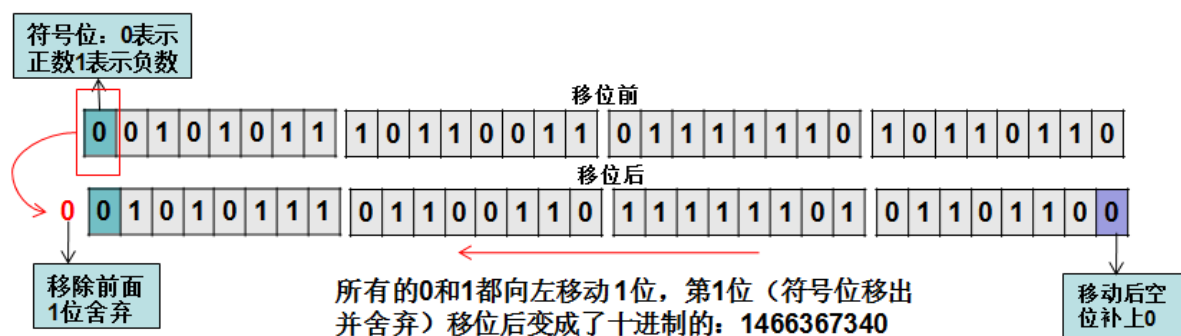 符号位：0表示
正数1表示负数
移位前
0 0 1 0 1 0 1 1 1 0 1 1 0 0 1 1 0 1 1 1 1 1 1 0 1 0 1 1 0 1 1 0
移位后
0 0 1 0 1 0 1 1 1 0 1 1 0 0 1 1 0 1 1 1 1 1 1 0 1 0 1 1 0 1 1 0 0
移除前面
1位舍弃
所有的0和1都向左移动1位，第1位（符号位移出
并舍弃）移位后变成了十进制的：1466367340
移动后空
位补上0